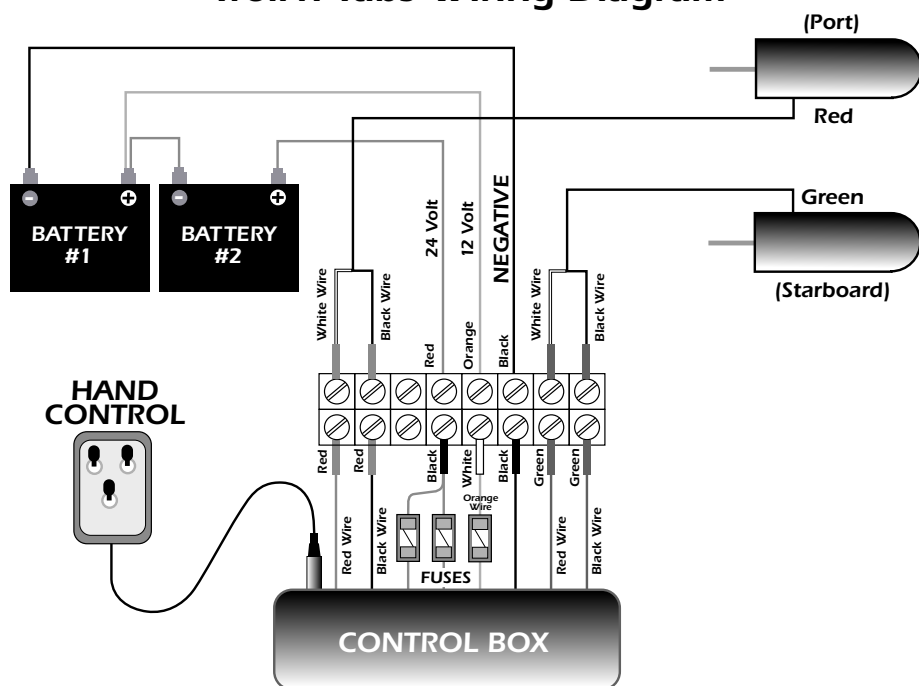 Wiring Diagram
(Port)
Red
Green
(Starboard)
BATTERY
#1
BATTERY
#2
24 Volt
12 Volt
NEGATIVE
White Wire
Black Wire
Red
Orange
Black
White Wire
Black Wire
HAND
CONTROL
Red
Red
Black
White
Black
Green
Green
Orange
Wire
Red Wire
Black Wire
FUSES
Red Wire
Black Wire
CONTROL BOX